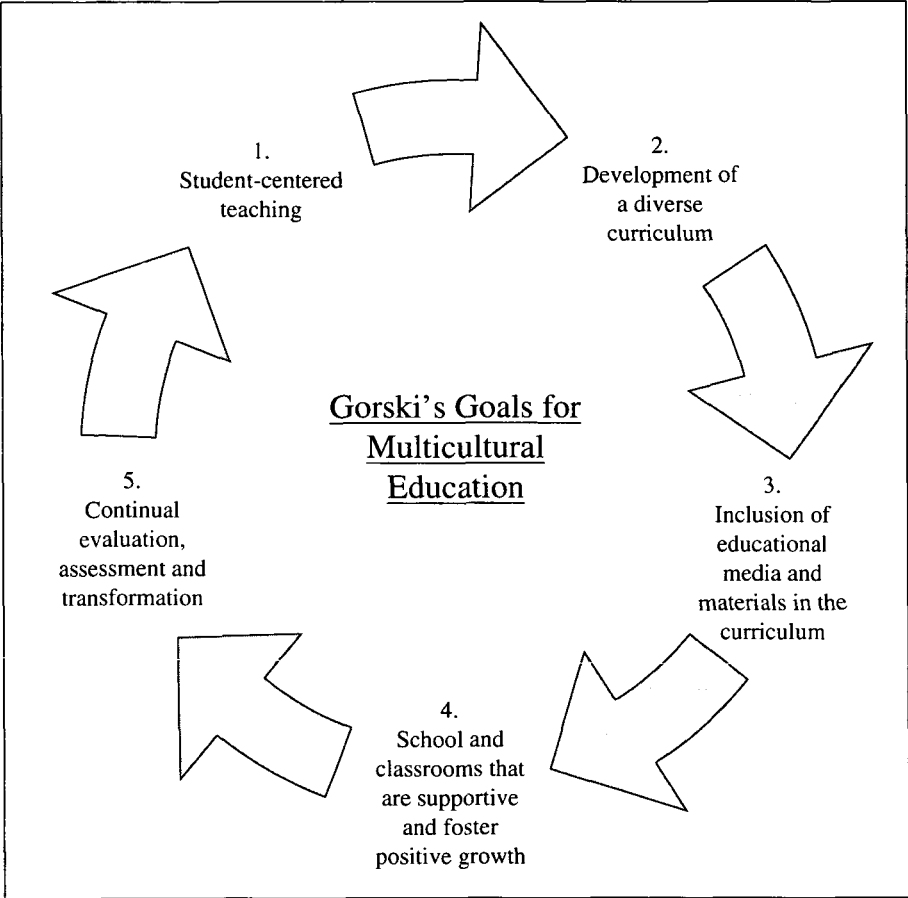 1.
Student-centered
teaching
2.
Development of
a diverse
curriculum
Gorski's Goals for
Multicultural
Education
3.
Inclusion of
educational
media and
materials in the
curriculum
4.
School and
classrooms that
are supportive
and foster
positive growth
5.
Continual
evaluation,
assessment and
transformation